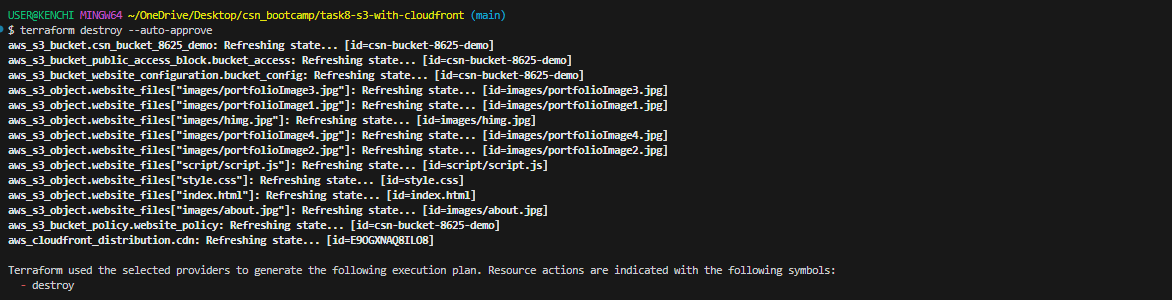 USER@KENCHI MINGW64 ~/OneDrive/Desktop/csn_bootcamp/task8-s3-with-cloudfront (main)
$ terraform destroy --auto-approve
aws_s3_bucket.csn_bucket_8625_demo: Refreshing state... [id=csn-bucket-8625-demo]
aws_s3_bucket_public_access_block.bucket_access: Refreshing state... [id=csn-bucket-8625-demo]
aws_s3_bucket_website_configuration.bucket_config: Refreshing state... [id=csn-bucket-8625-demo]
aws_s3_object.website_files["images/portfolioImage3.jpg"]: Refreshing state... [id=images/portfolioImage3.jpg]
aws_s3_object.website_files["images/portfolioImage1.jpg"]: Refreshing state... [id=images/portfolioImage1.jpg]
aws_s3_object.website_files["images/himg.jpg"]: Refreshing state... [id=images/himg.jpg]
aws_s3_object.website_files["images/portfolioImage4.jpg"]: Refreshing state... [id=images/portfolioImage4.jpg]
aws_s3_object.website_files["images/portfolioImage2.jpg"]: Refreshing state... [id=images/portfolioImage2.jpg]
aws_s3_object.website_files["script/script.js"]: Refreshing state... [id=script/script.js]
aws_s3_object.website_files["style.css"]: Refreshing state... [id=style.css]
aws_s3_object.website_files["index.html"]: Refreshing state... [id=index.html]
aws_s3_object.website_files["images/about.jpg"]: Refreshing state... [id=images/about.jpg]
aws_s3_bucket_policy.website_policy: Refreshing state... [id=csn-bucket-8625-demo]
aws_cloudfront_distribution.cdn: Refreshing state... [id=E9OGXNAQ8ILO8]
Terraform used the selected providers to generate the following execution plan. Resource actions are indicated with the following symbols:
- destroy